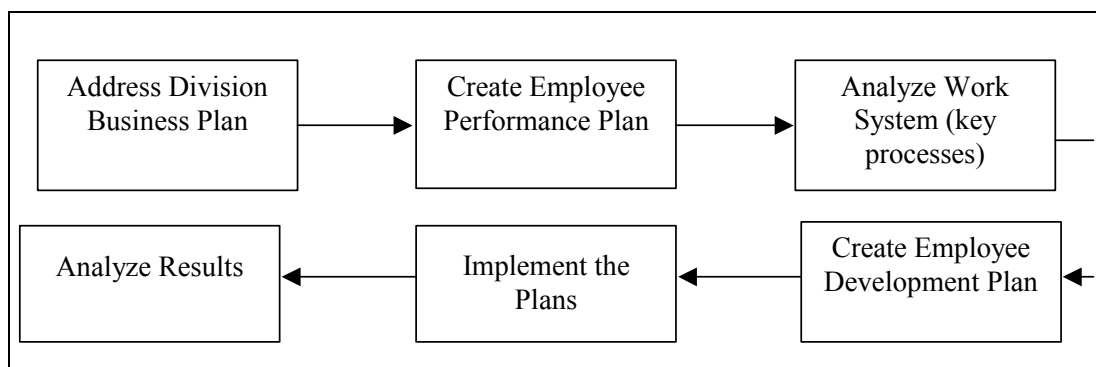 Address Division
Business Plan
Create Employee
Performance Plan
Analyze Work
System (key
processes)
Create Employee
Development Plan
Implement the
Plans
Analyze Results